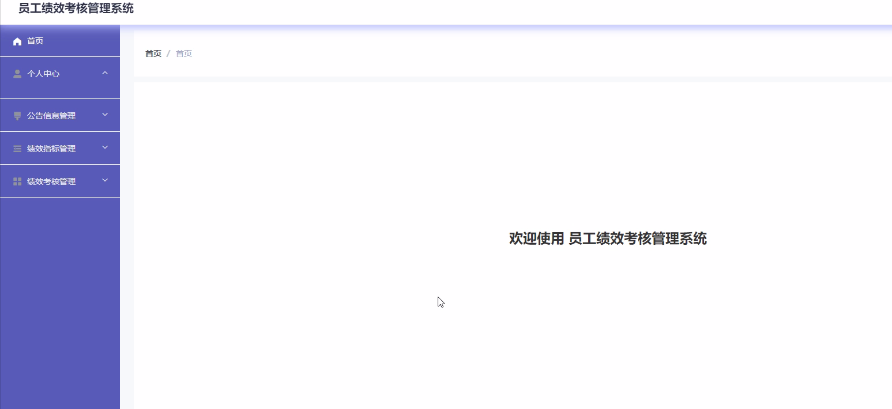 员工绩效考核管理系统
首页
个人中心
公告信息管理
绩效指标管理
绩效考核管理
首页 / 首页
欢迎使用 员工绩效考核管理系统